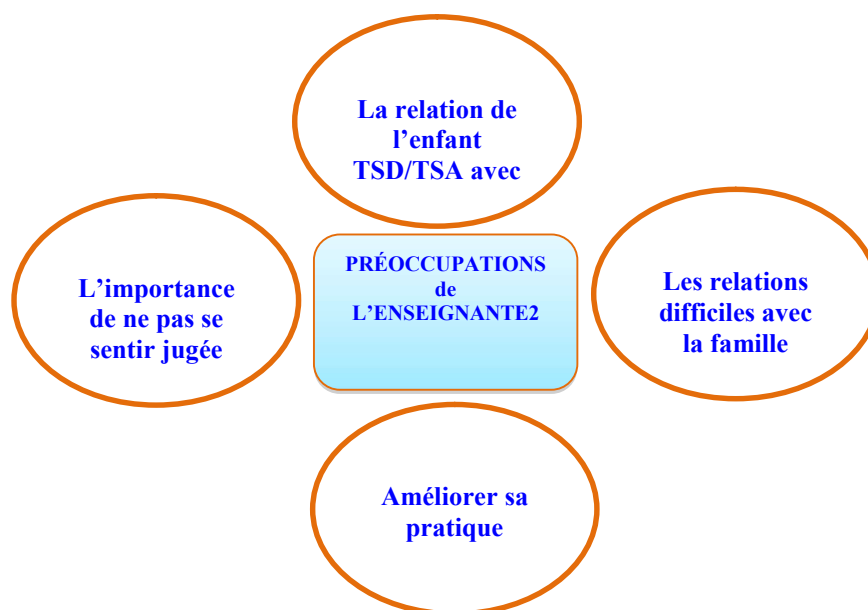 La relation de
l’enfant
TSD/TSA avec
L’importance
de ne pas se
sentir jugée
PRÉOCCUPATIONS
de
L’ENSEIGNANTE2
Les relations
difficiles avec
la famille
Améliorer sa
pratique